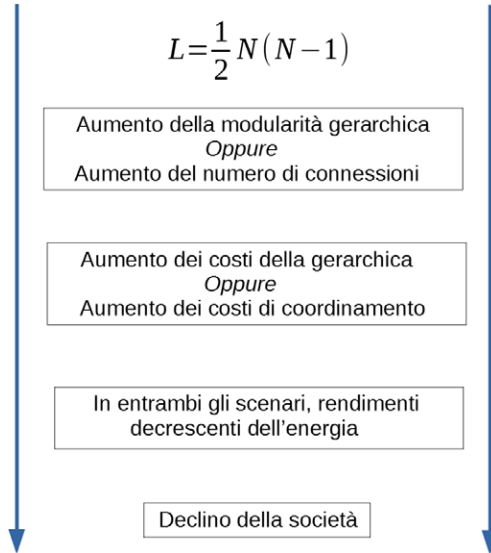 L=1/2 N(N−1)
Aumento della modularità gerarchica
Oppure
Aumento del numero di connessioni
Aumento dei costi della gerarchica
Oppure
Aumento dei costi di coordinamento
In entrambi gli scenari, rendimenti
decrescenti dell’energia
Declino della società